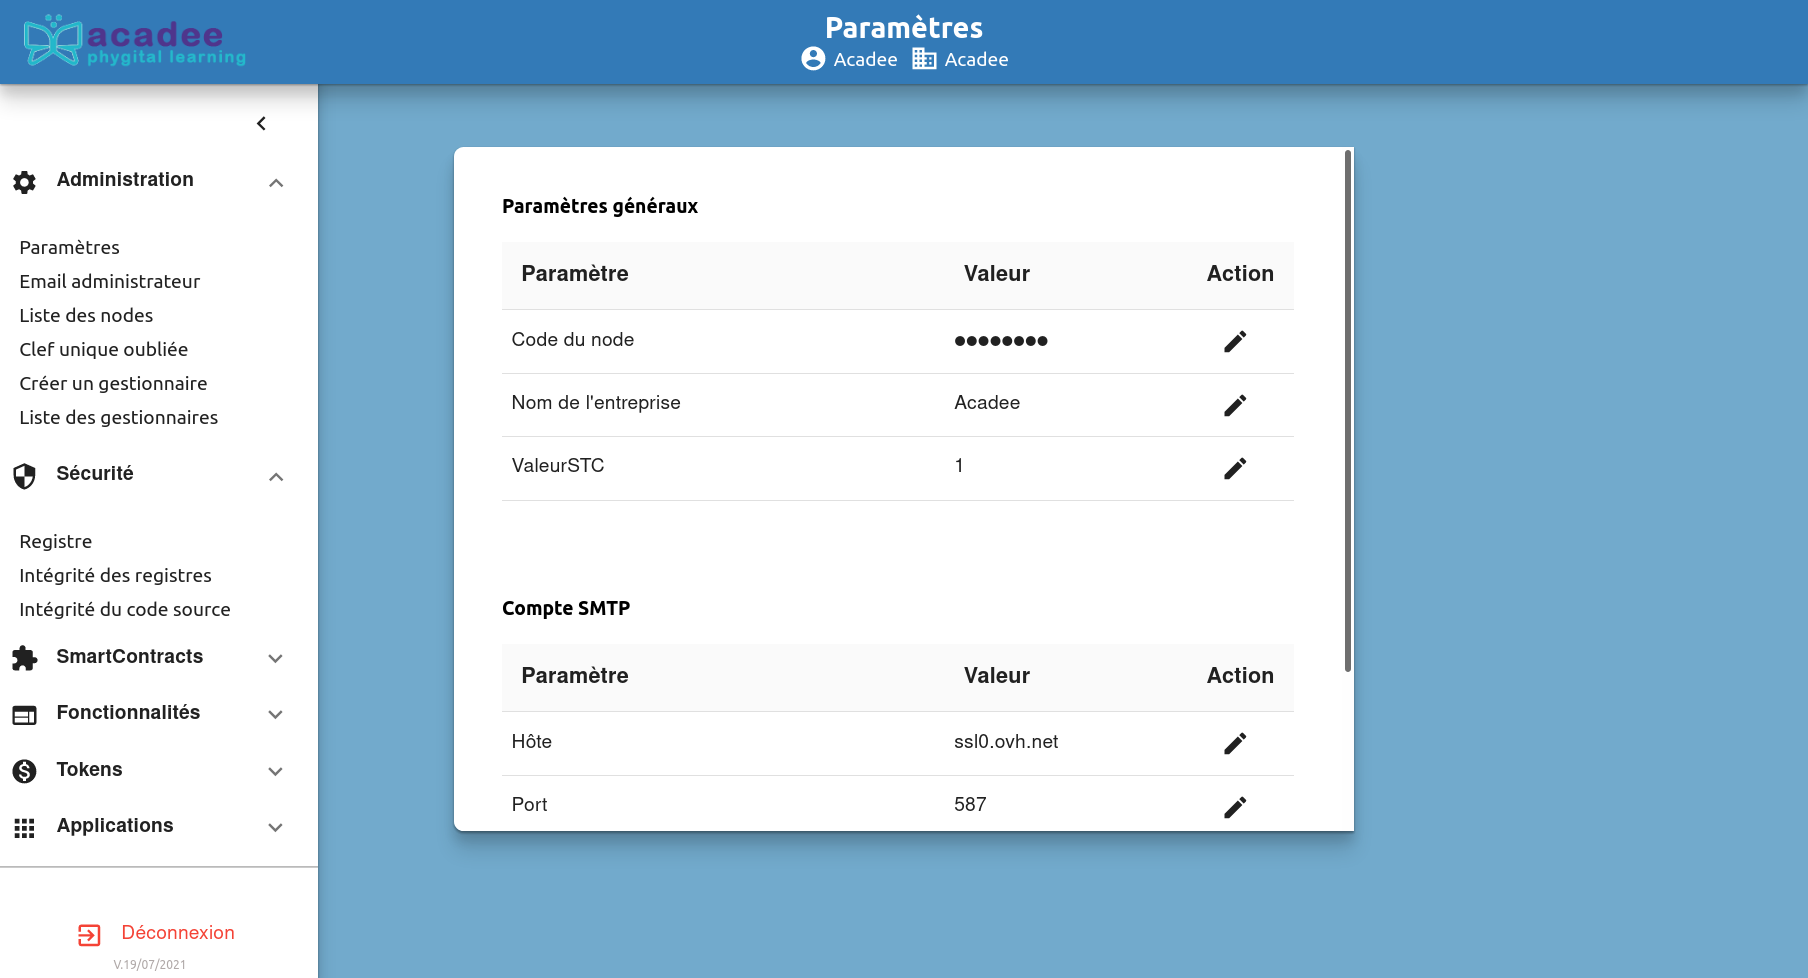 acadee
phygital learning
Paramètres
Acadee Acadee
Administration
Paramètres
Email administrateur
Liste des nodes
Clef unique oubliée
Créer un gestionnaire
Liste des gestionnaires
Sécurité
Registre
Intégrité des registres
Intégrité du code source
SmartContracts
Fonctionnalités
Tokens
Applications
Déconnexion
V.19/07/2021
Paramètres généraux
Paramètre Valeur Action
Code du node ●●●●●●●●
Nom de l'entreprise Acadee
ValeurSTC 1
Compte SMTP
Paramètre Valeur Action
Hôte ssl0.ovh.net
Port 587